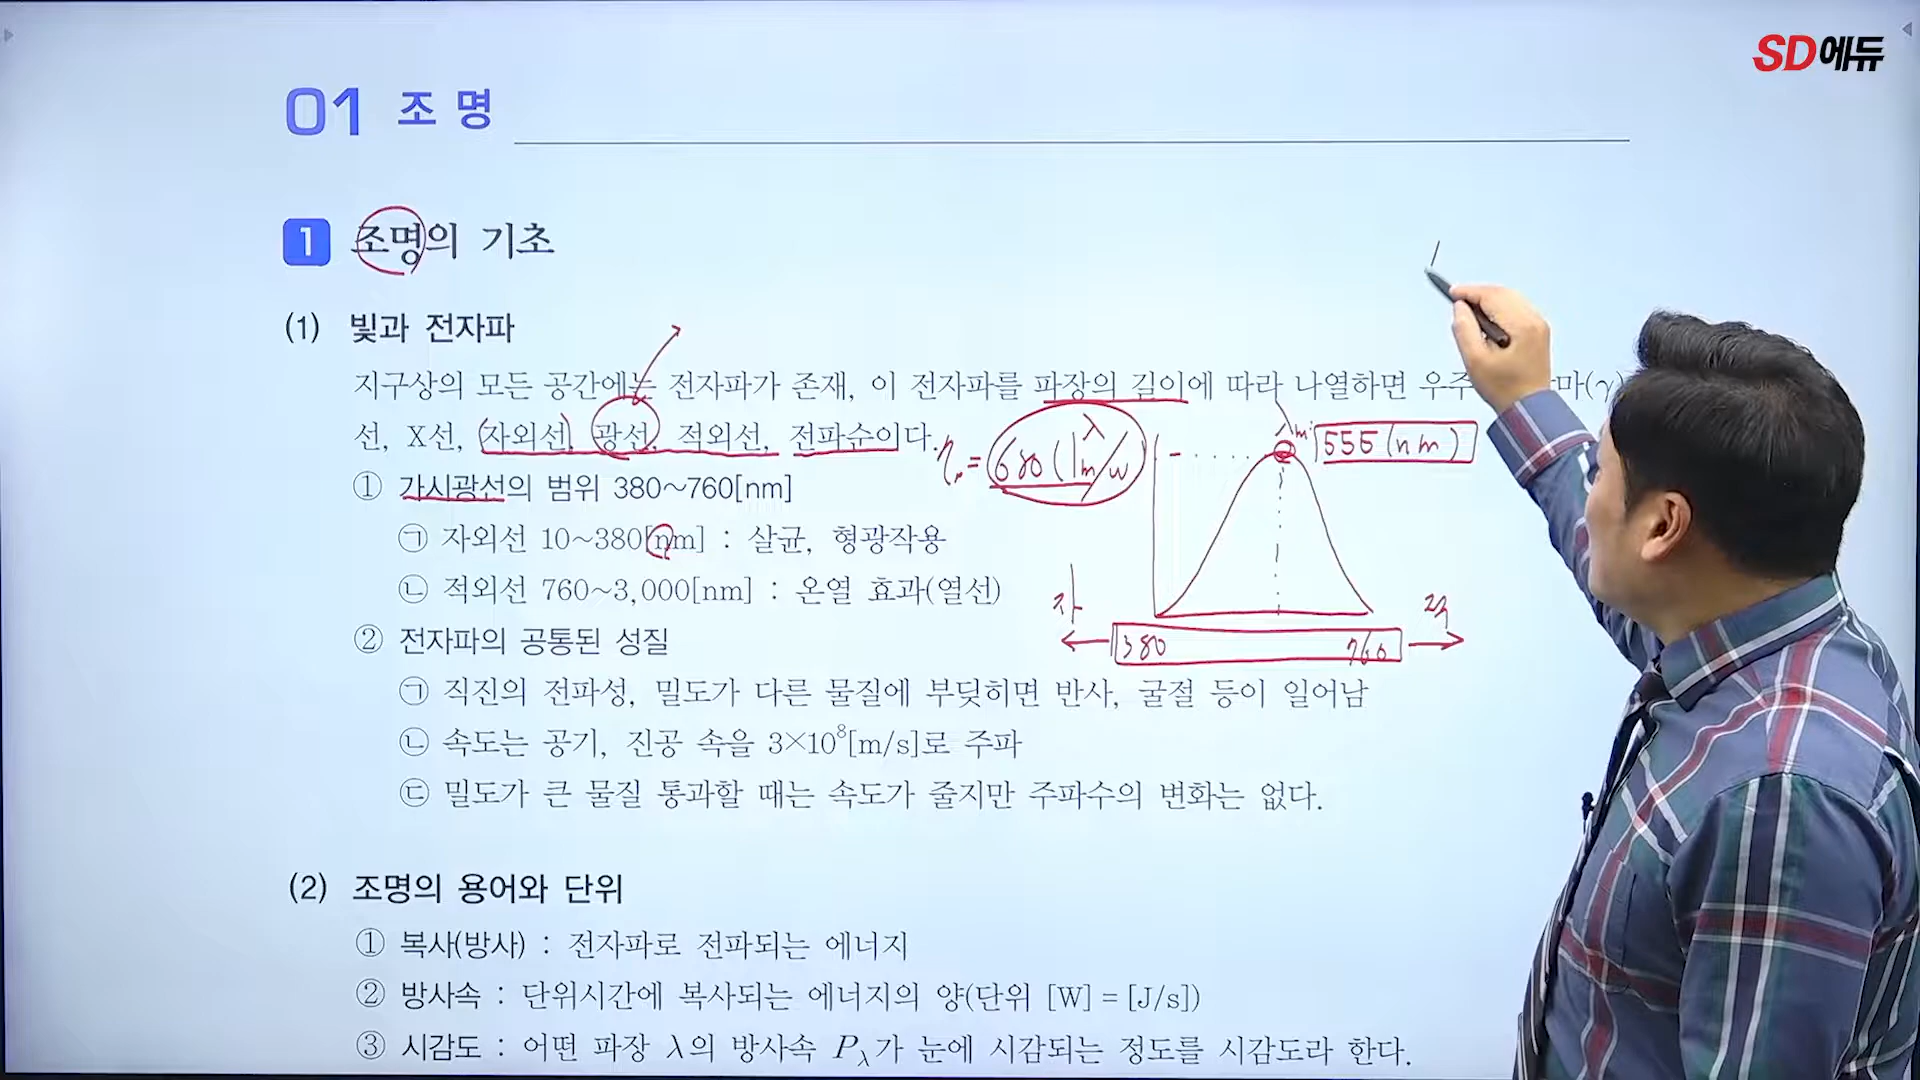 SD에듀
01 조명
1 조명의 기초
(1) 빛과 전자파
지구상의 모든 공간에는 전자파가 존재, 이 전자파를 파장의 길이에 따라 나열하면 우주 마(γ)
선, X선, (자외선), 광선, 적외선, 전파순이다.
① 가시광선의 범위 380~760[nm]
㉠ 자외선 10~380[nm] : 살균, 형광작용
㉡ 적외선 760~3,000[nm] : 온열 효과(열선)
② 전자파의 공통된 성질
㉠ 직진의 전파성, 밀도가 다른 물질에 부딪히면 반사, 굴절 등이 일어남
㉡ 속도는 공기, 진공 속을 3×10⁸[m/s]로 주파
㉢ 밀도가 큰 물질 통과할 때는 속도가 줄지만 주파수의 변화는 없다.
680(lm/W)
λ
λm
555(nm)
자
적
380
760
(2) 조명의 용어와 단위
① 복사(방사) : 전자파로 전파되는 에너지
② 방사속 : 단위시간에 복사되는 에너지의 양(단위 [W]=[J/s])
③ 시감도 : 어떤 파장 λ의 방사속 Pλ가 눈에 시감되는 정도를 시감도라 한다.